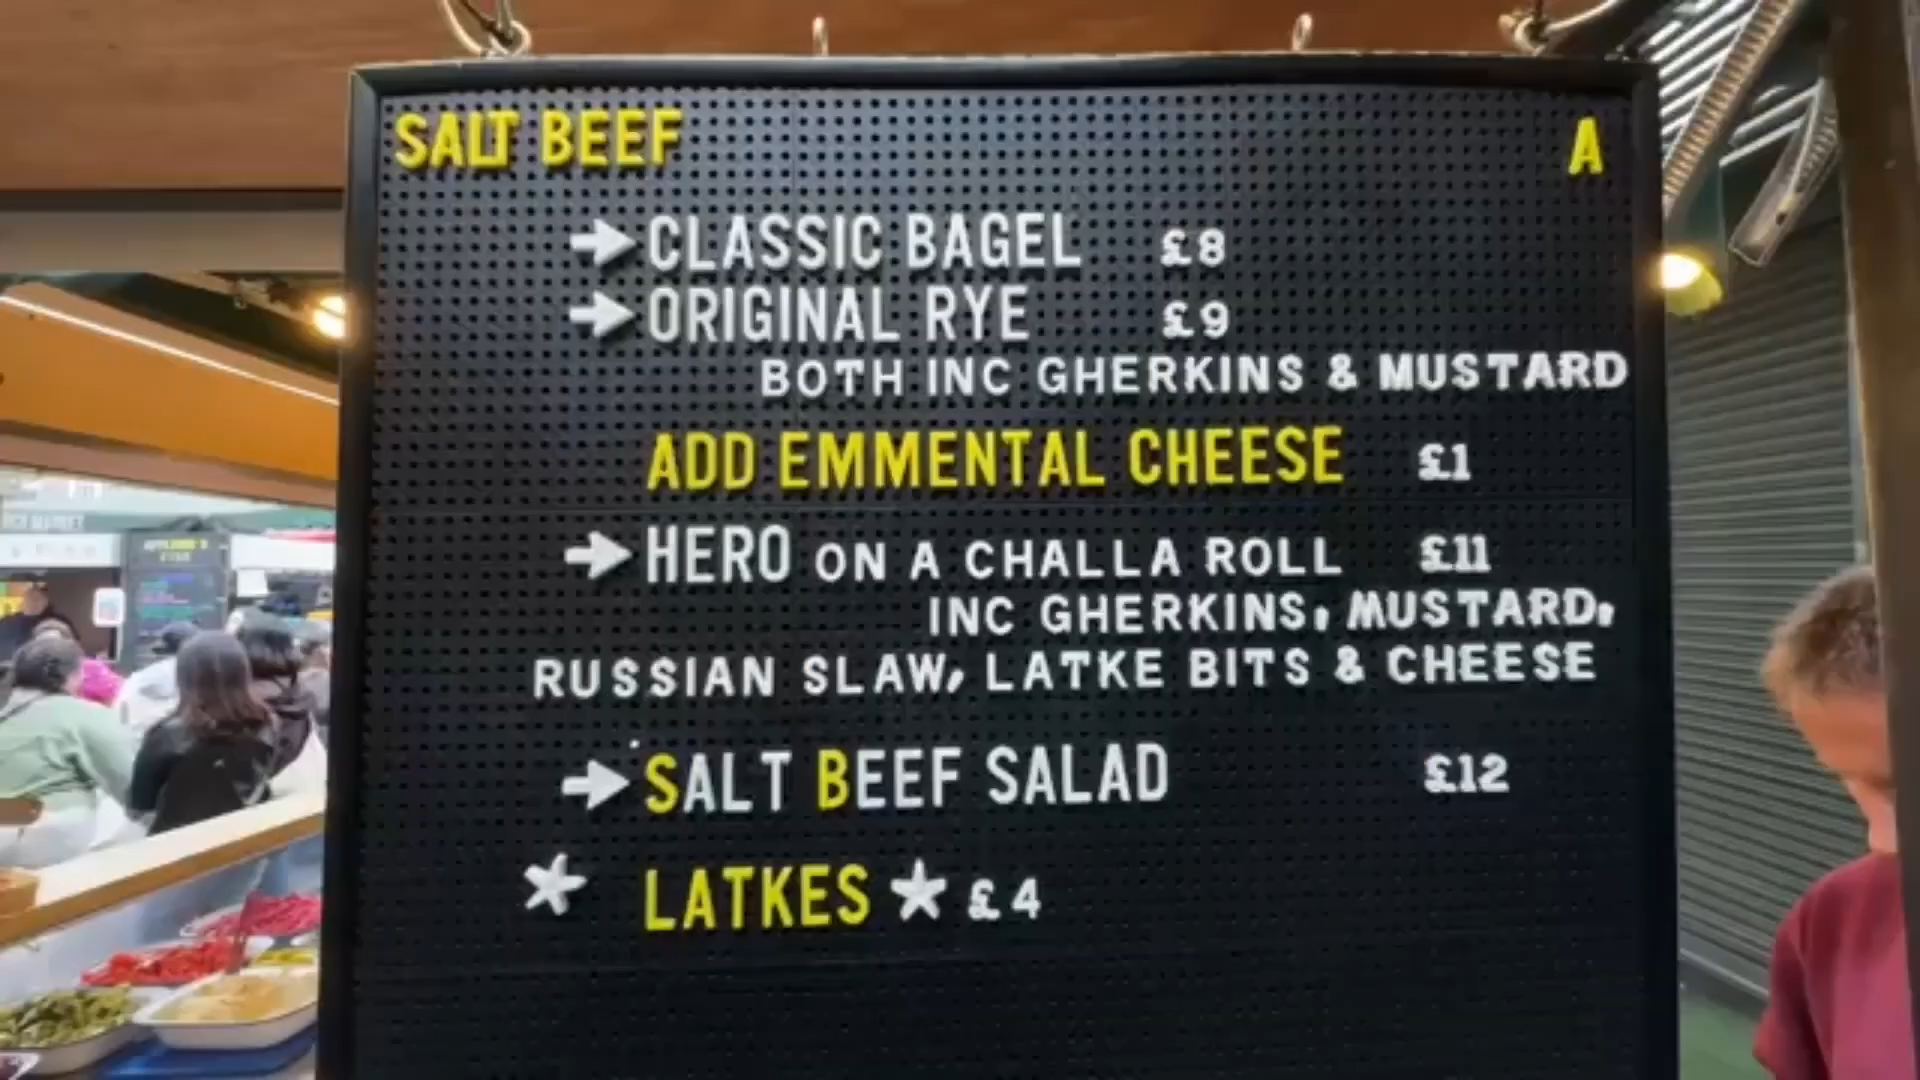 SALT BEEF A
CLASSIC BAGEL £8
ORIGINAL RYE £9
BOTH INC GHERKINS & MUSTARD
ADD EMMENTAL CHEESE £1
HERO ON A CHALLA ROLL £11
INC GHERKINS, MUSTARD,
RUSSIAN SLAW, LATKE BITS & CHEESE
SALT BEEF SALAD £12
LATKES £4